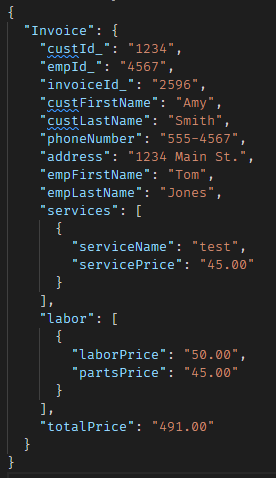 {
  "Invoice": {
    "custId_": "1234",
    "empId_": "4567",
    "invoiceId_": "2596",
    "custFirstName": "Amy",
    "custLastName": "Smith",
    "phoneNumber": "555-4567",
    "address": "1234 Main St.",
    "empFirstName": "Tom",
    "empLastName": "Jones",
    "services": [
      {
        "serviceName": "test",
        "servicePrice": "45.00"
      }
    ],
    "labor": [
      {
        "laborPrice": "50.00",
        "partsPrice": "45.00"
      }
    ],
    "totalPrice": "491.00"
  }
}